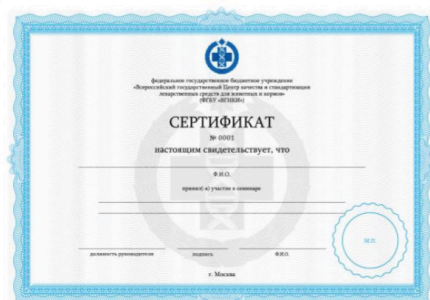 федеральное государственное бюджетное учреждение
«Всероссийский государственный Центр качества и стандартизации
лекарственных средств для животных и кормов»
(ФГБУ «ВГНКИ»)
СЕРТИФИКАТ
№ 0001
настоящим свидетельствует, что
Ф.И.О.
принял(-а) участие в семинаре
М.П.
должность руководителя подпись Ф.И.О.
г. Москва